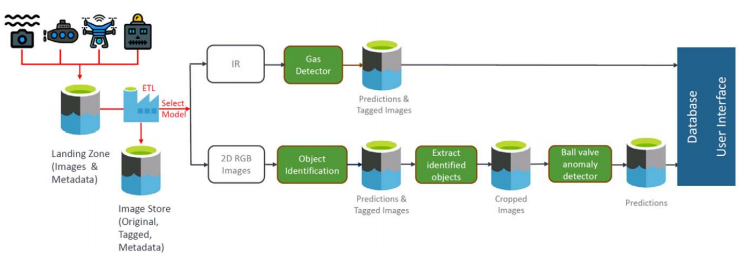 ETL
Select
Model
Landing Zone
(Images &
Metadata)
Image Store
(Original,
Tagged,
Metadata)
IR
Gas
Detector
Predictions &
Tagged Images
2D RGB
Images
Object
Identification
Predictions &
Tagged Images
Extract
identified
objects
Cropped
Images
Ball valve
anomaly
detector
Predictions
Database
User Interface